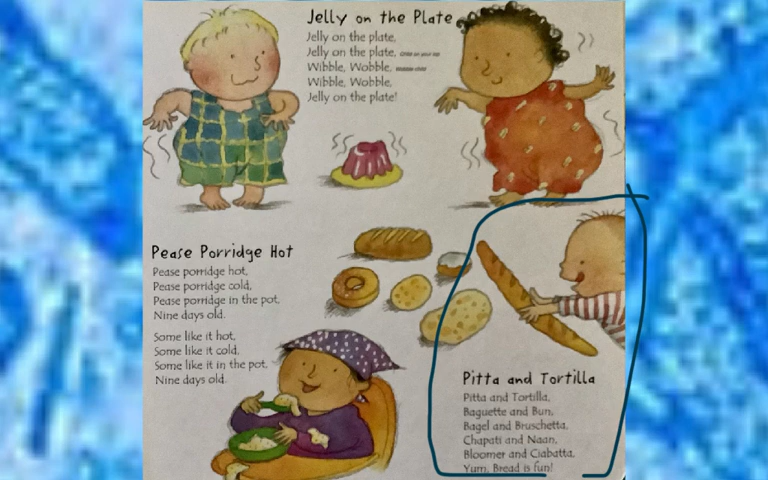 Jelly on the Plate
Jelly on the plate,
Jelly on the plate,
Wibble, Wobble,
Wibble, Wobble,
Jelly on the plate!
Pease Porridge Hot
Pease porridge hot,
Pease porridge cold,
Pease porridge in the pot,
Nine days old.
Some like it hot,
Some like it cold,
Some like it in the pot,
Nine days old.
Pitta and Tortilla
Pitta and Tortilla,
Baguette and Bun,
Bagel and Bruschetta,
Chapati and Naan,
Bloomer and Ciabatta,
Yum, Bread is fun!